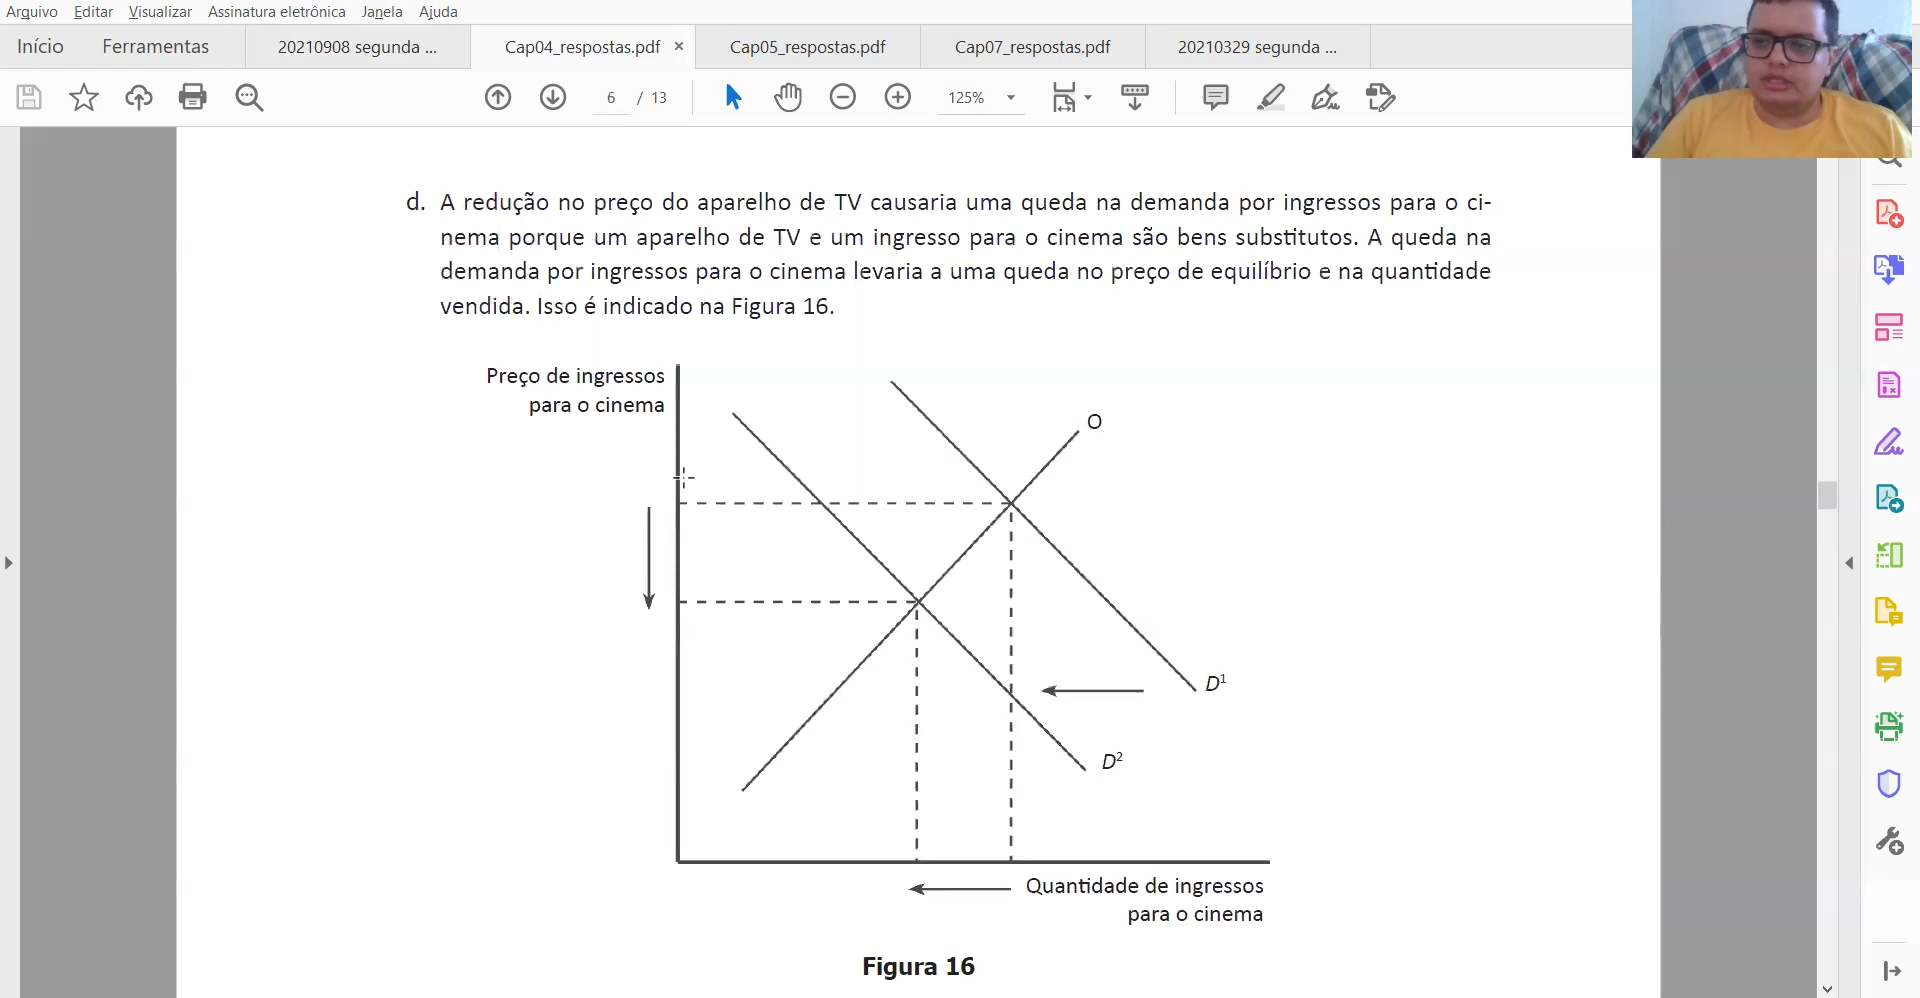 Arquivo Editar Visualizar Assinatura eletrônica Janela Ajuda
Início Ferramentas 20210908 segunda ... Cap04_respostas.pdf × Cap05_respostas.pdf Cap07_respostas.pdf 20210329 segunda ...
6 / 13 125%
d. A redução no preço do aparelho de TV causaria uma queda na demanda por ingressos para o ci-
nema porque um aparelho de TV e um ingresso para o cinema são bens substitutos. A queda na
demanda por ingressos para o cinema levaria a uma queda no preço de equilíbrio e na quantidade
vendida. Isso é indicado na Figura 16.
Preço de ingressos
para o cinema
O
D¹
D²
Quantidade de ingressos
para o cinema
Figura 16